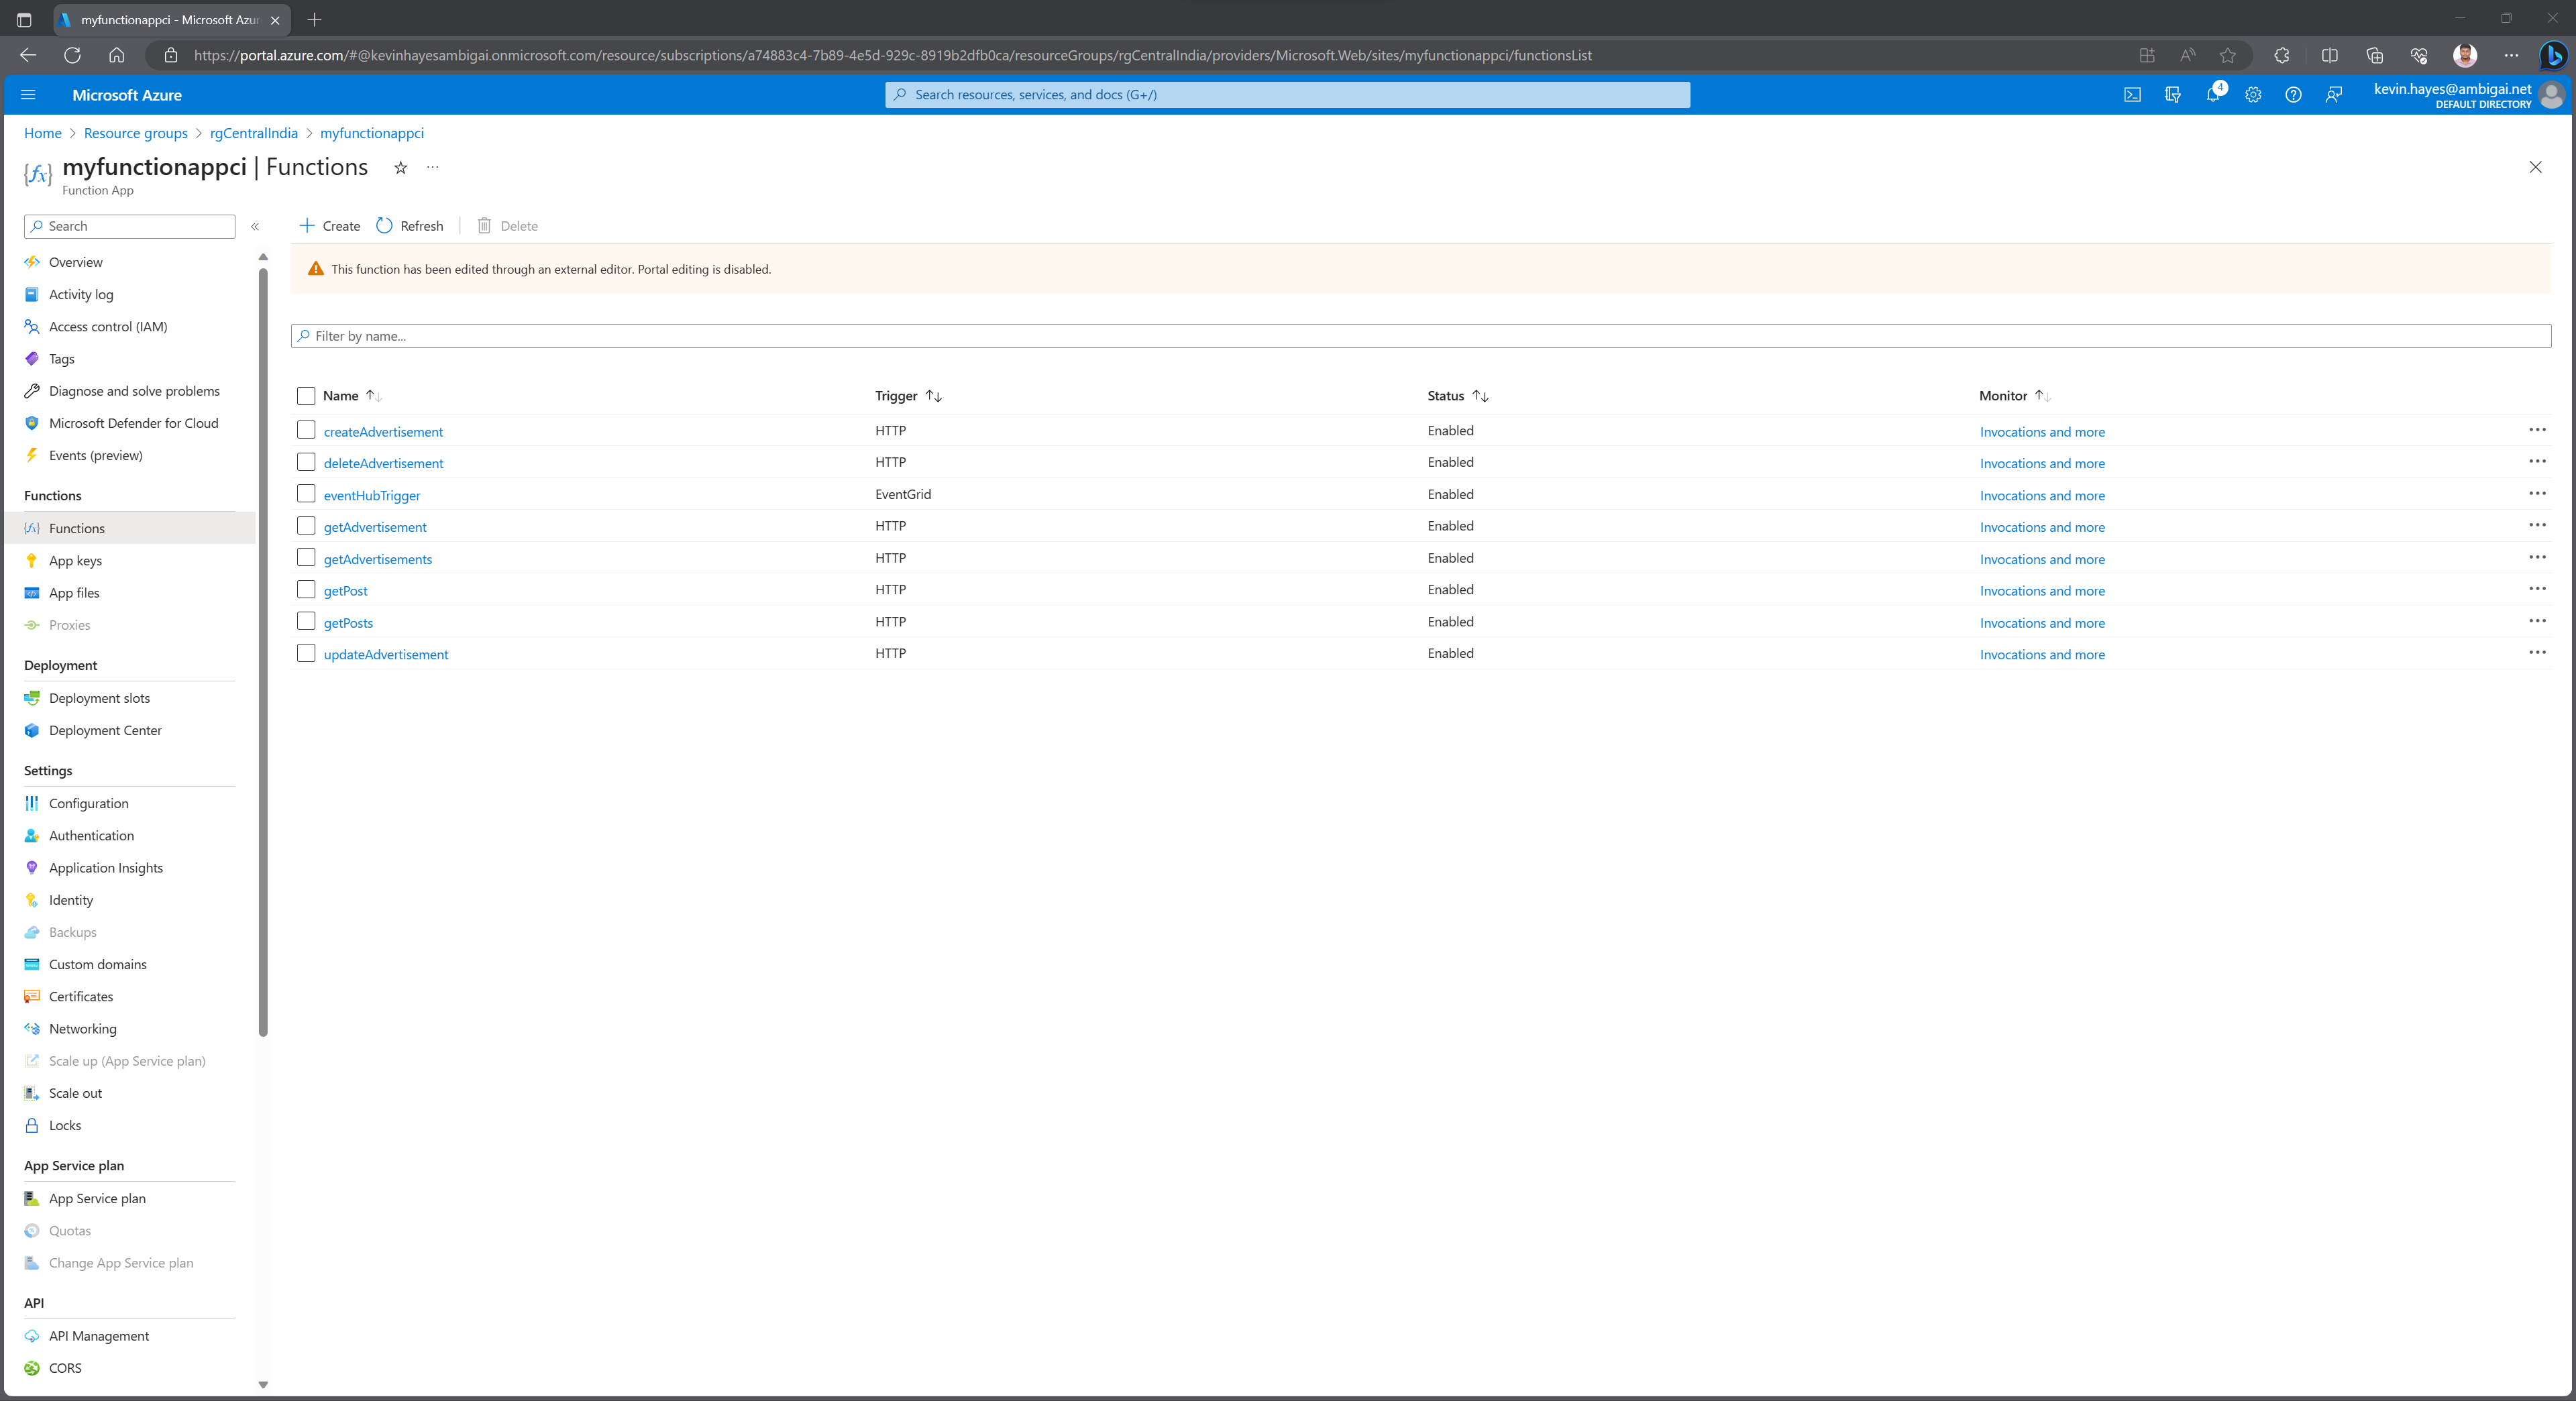 myfunctionappci - Microsoft Azur
https://portal.azure.com/#@kevinhayesambigai.onmicrosoft.com/resource/subscriptions/a74883c4-7b89-4e5d-929c-8919b2dfb0ca/resourceGroups/rgCentralIndia/providers/Microsoft.Web/sites/myfunctionappci/functionsList
Microsoft Azure
Search resources, services, and docs (G+/)
4
kevin.hayes@ambigai.net
DEFAULT DIRECTORY
Home > Resource groups > rgCentralIndia > myfunctionappci
myfunctionappci | Functions
Function App
Search
Create Refresh Delete
This function has been edited through an external editor. Portal editing is disabled.
Filter by name...
Name Trigger Status Monitor
createAdvertisement HTTP Enabled Invocations and more
deleteAdvertisement HTTP Enabled Invocations and more
eventHubTrigger EventGrid Enabled Invocations and more
getAdvertisement HTTP Enabled Invocations and more
getAdvertisements HTTP Enabled Invocations and more
getPost HTTP Enabled Invocations and more
getPosts HTTP Enabled Invocations and more
updateAdvertisement HTTP Enabled Invocations and more
Overview
Activity log
Access control (IAM)
Tags
Diagnose and solve problems
Microsoft Defender for Cloud
Events (preview)
Functions
Functions
App keys
App files
Proxies
Deployment
Deployment slots
Deployment Center
Settings
Configuration
Authentication
Application Insights
Identity
Backups
Custom domains
Certificates
Networking
Scale up (App Service plan)
Scale out
Locks
App Service plan
App Service plan
Quotas
Change App Service plan
API
API Management
CORS